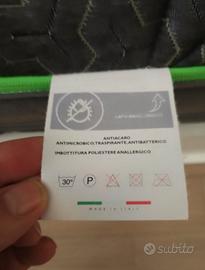 ANTIACARO
ANTIMICROBICO,TRASPIRANTE,ANTIBATTERICO
IMBOTTITURA POLIESTERE ANALLERGICO
30°
P
MADE IN ITALY
subito